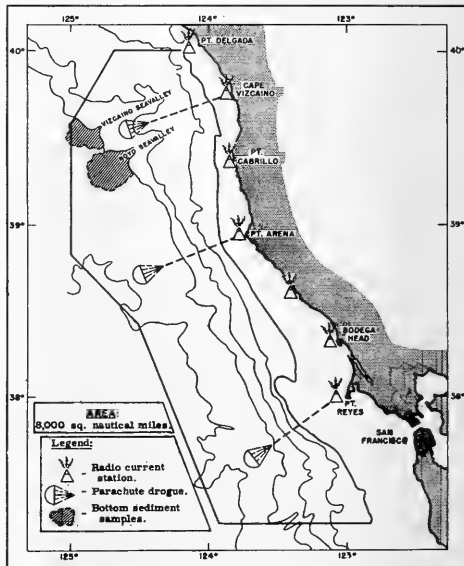 125° 124° 123°
40°
PT. DELGADA
CAPE
VIZCAINO
VIZCAINO SEAVALLEY
NOYO SEAVALLEY
PT.
CABRILLO
39° 39°
PT. ARENA
BODEGA
HEAD
38° 38°
PT.
REYES
SAN
FRANCISCO
AREA:
8,000 sq. nautical miles.
Legend:
- Radio current
station.
- Parachute drogue.
- Bottom sediment
samples.
125° 124° 123°